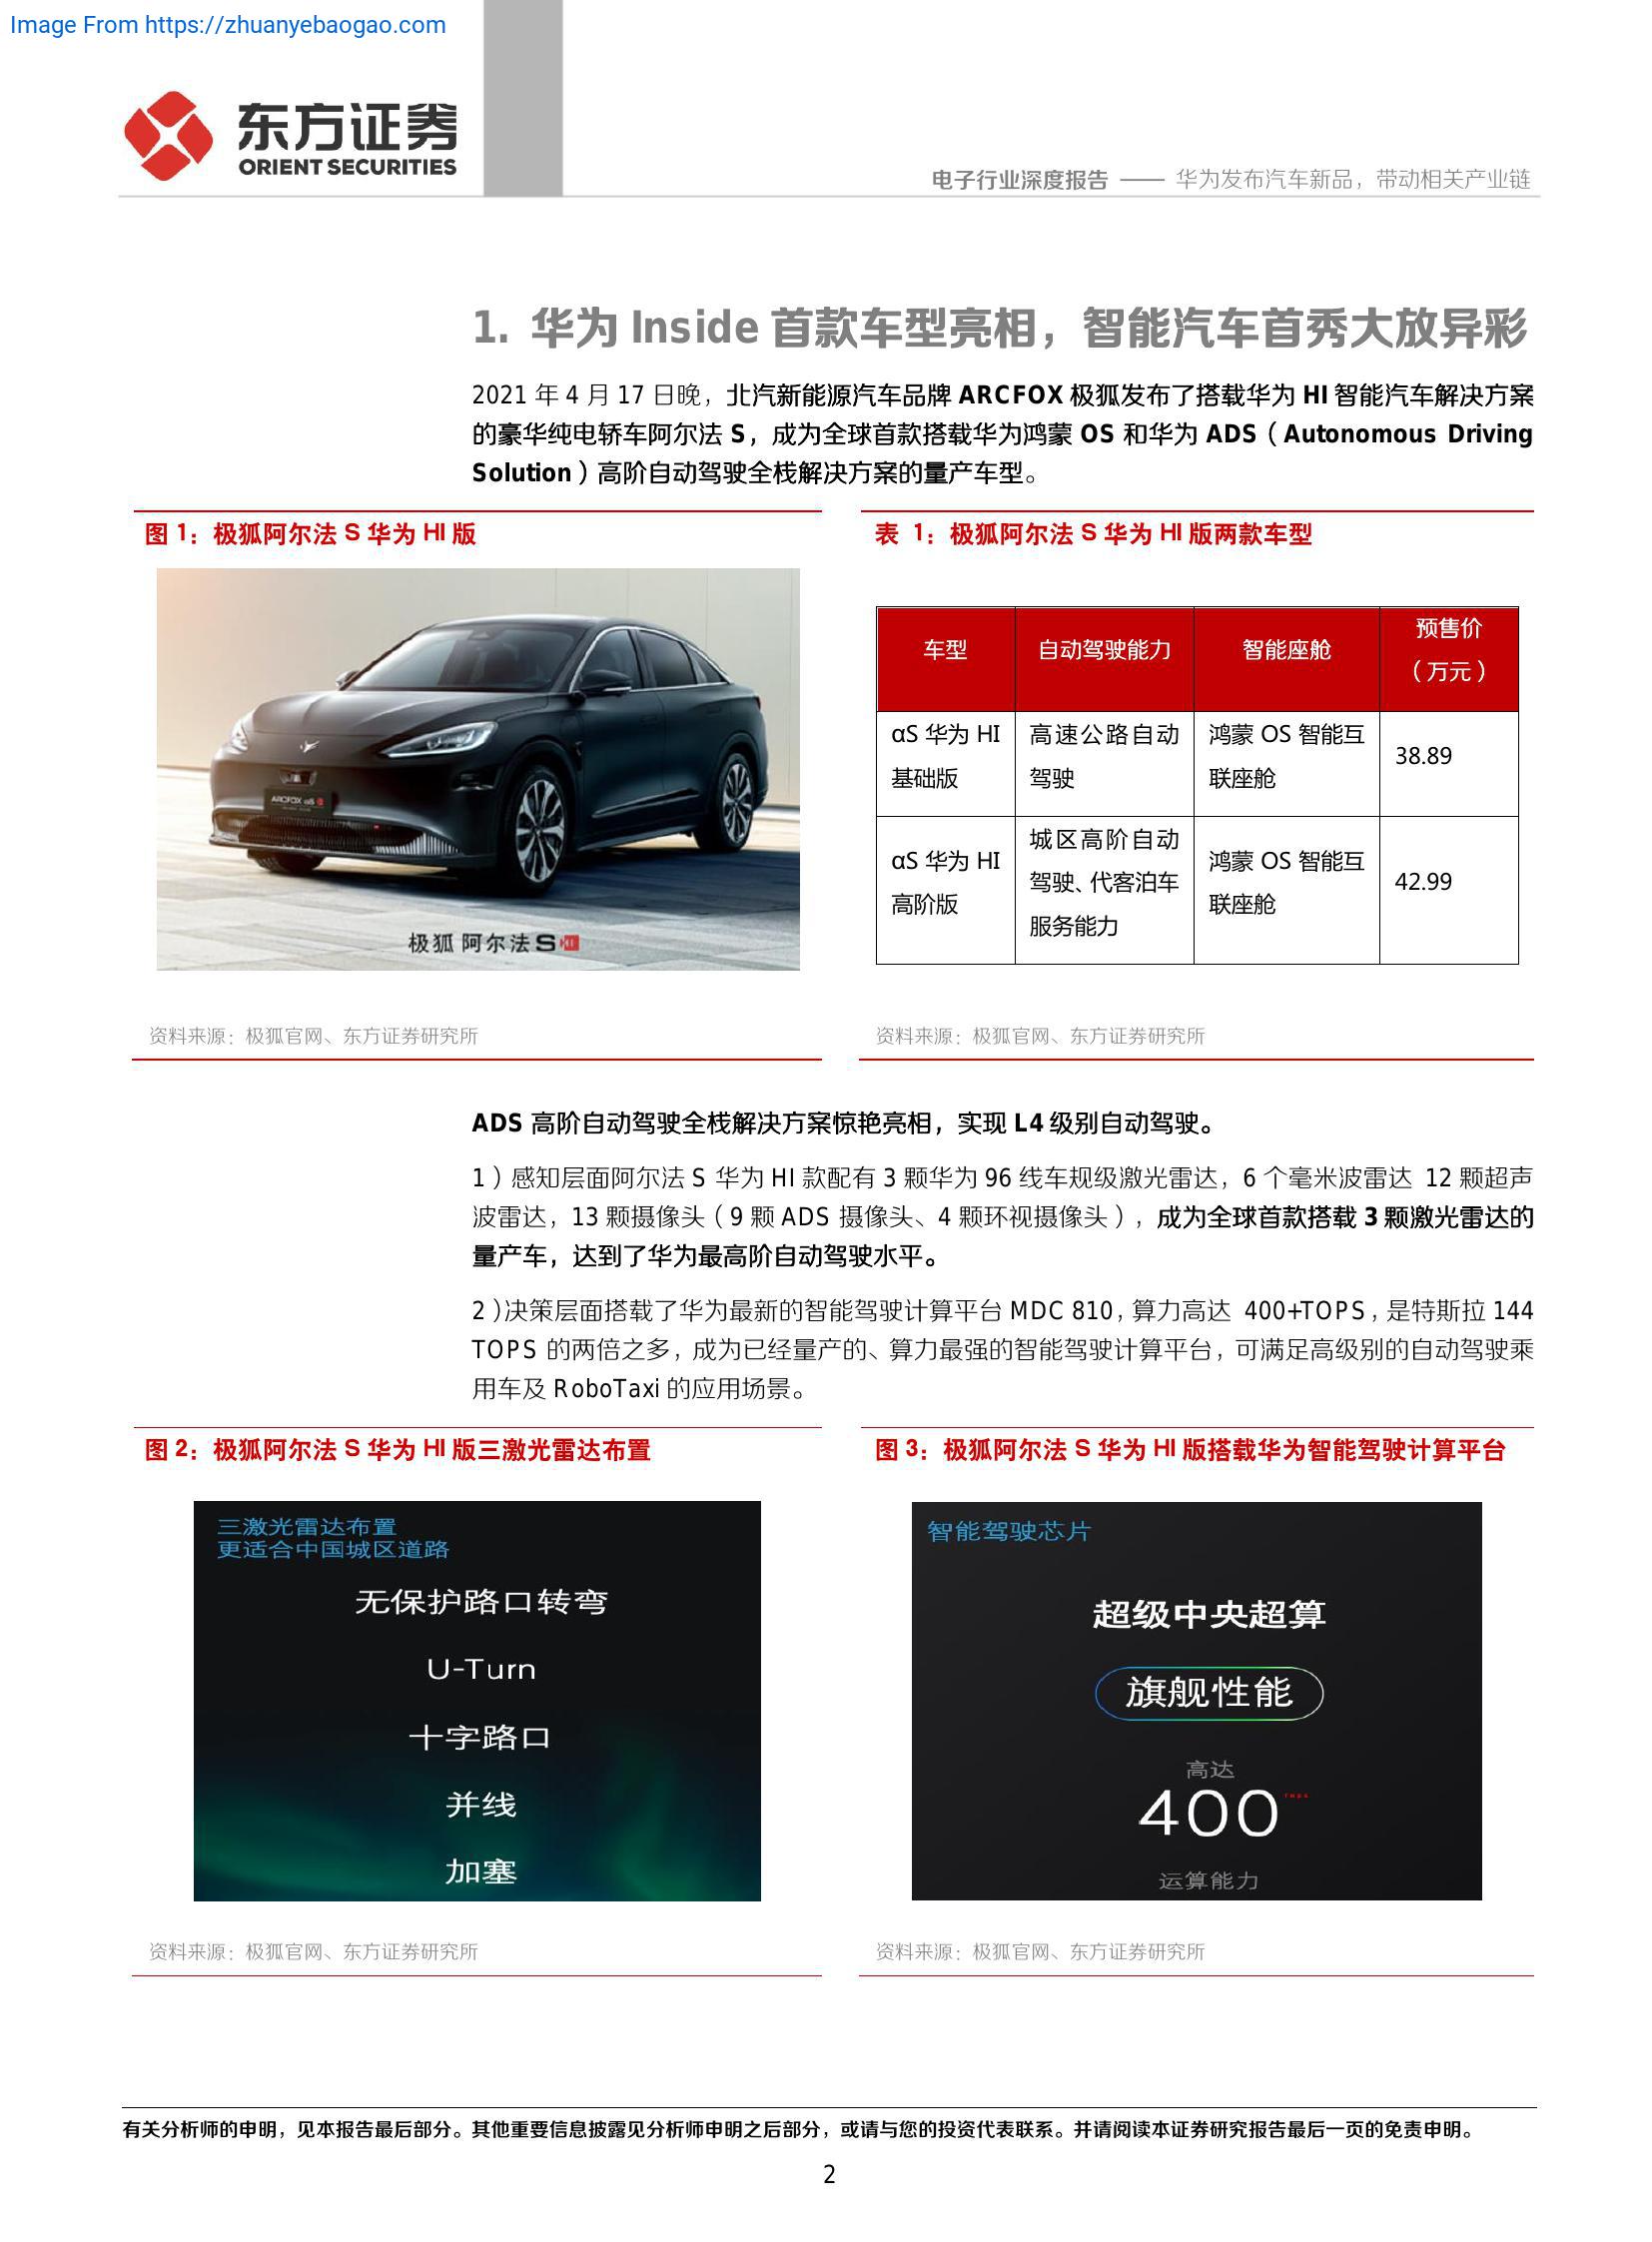 Image From https://zhuanyebaogao.com
东方证券
ORIENT SECURITIES
电子行业深度报告 —— 华为发布汽车新品，带动相关产业链
1. 华为 Inside 首款车型亮相，智能汽车首秀大放异彩
2021 年 4 月 17 日晚，北汽新能源汽车品牌 ARCFOX 极狐发布了搭载华为 HI 智能汽车解决方案
的豪华纯电轿车阿尔法 S，成为全球首款搭载华为鸿蒙 OS 和华为 ADS（Autonomous Driving
Solution）高阶自动驾驶全栈解决方案的量产车型。
图 1：极狐阿尔法 S 华为 HI 版
ARCFOX αS
极狐 阿尔法S HI
资料来源：极狐官网、东方证券研究所
表 1：极狐阿尔法 S 华为 HI 版两款车型
车型 自动驾驶能力 智能座舱 预售价
（万元）
αS 华为 HI 高速公路自动 鸿蒙 OS 智能互 38.89
基础版 驾驶 联座舱
αS 华为 HI 城区高阶自动 鸿蒙 OS 智能互 42.99
高阶版 驾驶、代客泊车 联座舱
服务能力
资料来源：极狐官网、东方证券研究所
ADS 高阶自动驾驶全栈解决方案惊艳亮相，实现 L4 级别自动驾驶。
1）感知层面阿尔法 S 华为 HI 款配有 3 颗华为 96 线车规级激光雷达，6 个毫米波雷达 12 颗超声
波雷达，13 颗摄像头（9 颗 ADS 摄像头、4 颗环视摄像头），成为全球首款搭载 3 颗激光雷达的
量产车，达到了华为最高阶自动驾驶水平。
2）决策层面搭载了华为最新的智能驾驶计算平台 MDC 810，算力高达 400+TOPS，是特斯拉 144
TOPS 的两倍之多，成为已经量产的、算力最强的智能驾驶计算平台，可满足高级别的自动驾驶乘
用车及 RoboTaxi 的应用场景。
图 2：极狐阿尔法 S 华为 HI 版三激光雷达布置
三激光雷达布置
更适合中国城区道路
无保护路口转弯
U-Turn
十字路口
并线
加塞
资料来源：极狐官网、东方证券研究所
图 3：极狐阿尔法 S 华为 HI 版搭载华为智能驾驶计算平台
智能驾驶芯片
超级中央超算
旗舰性能
高达
400
运算能力
资料来源：极狐官网、东方证券研究所
有关分析师的申明，见本报告最后部分。其他重要信息披露见分析师申明之后部分，或请与您的投资代表联系。并请阅读本证券研究报告最后一页的免责申明。
2